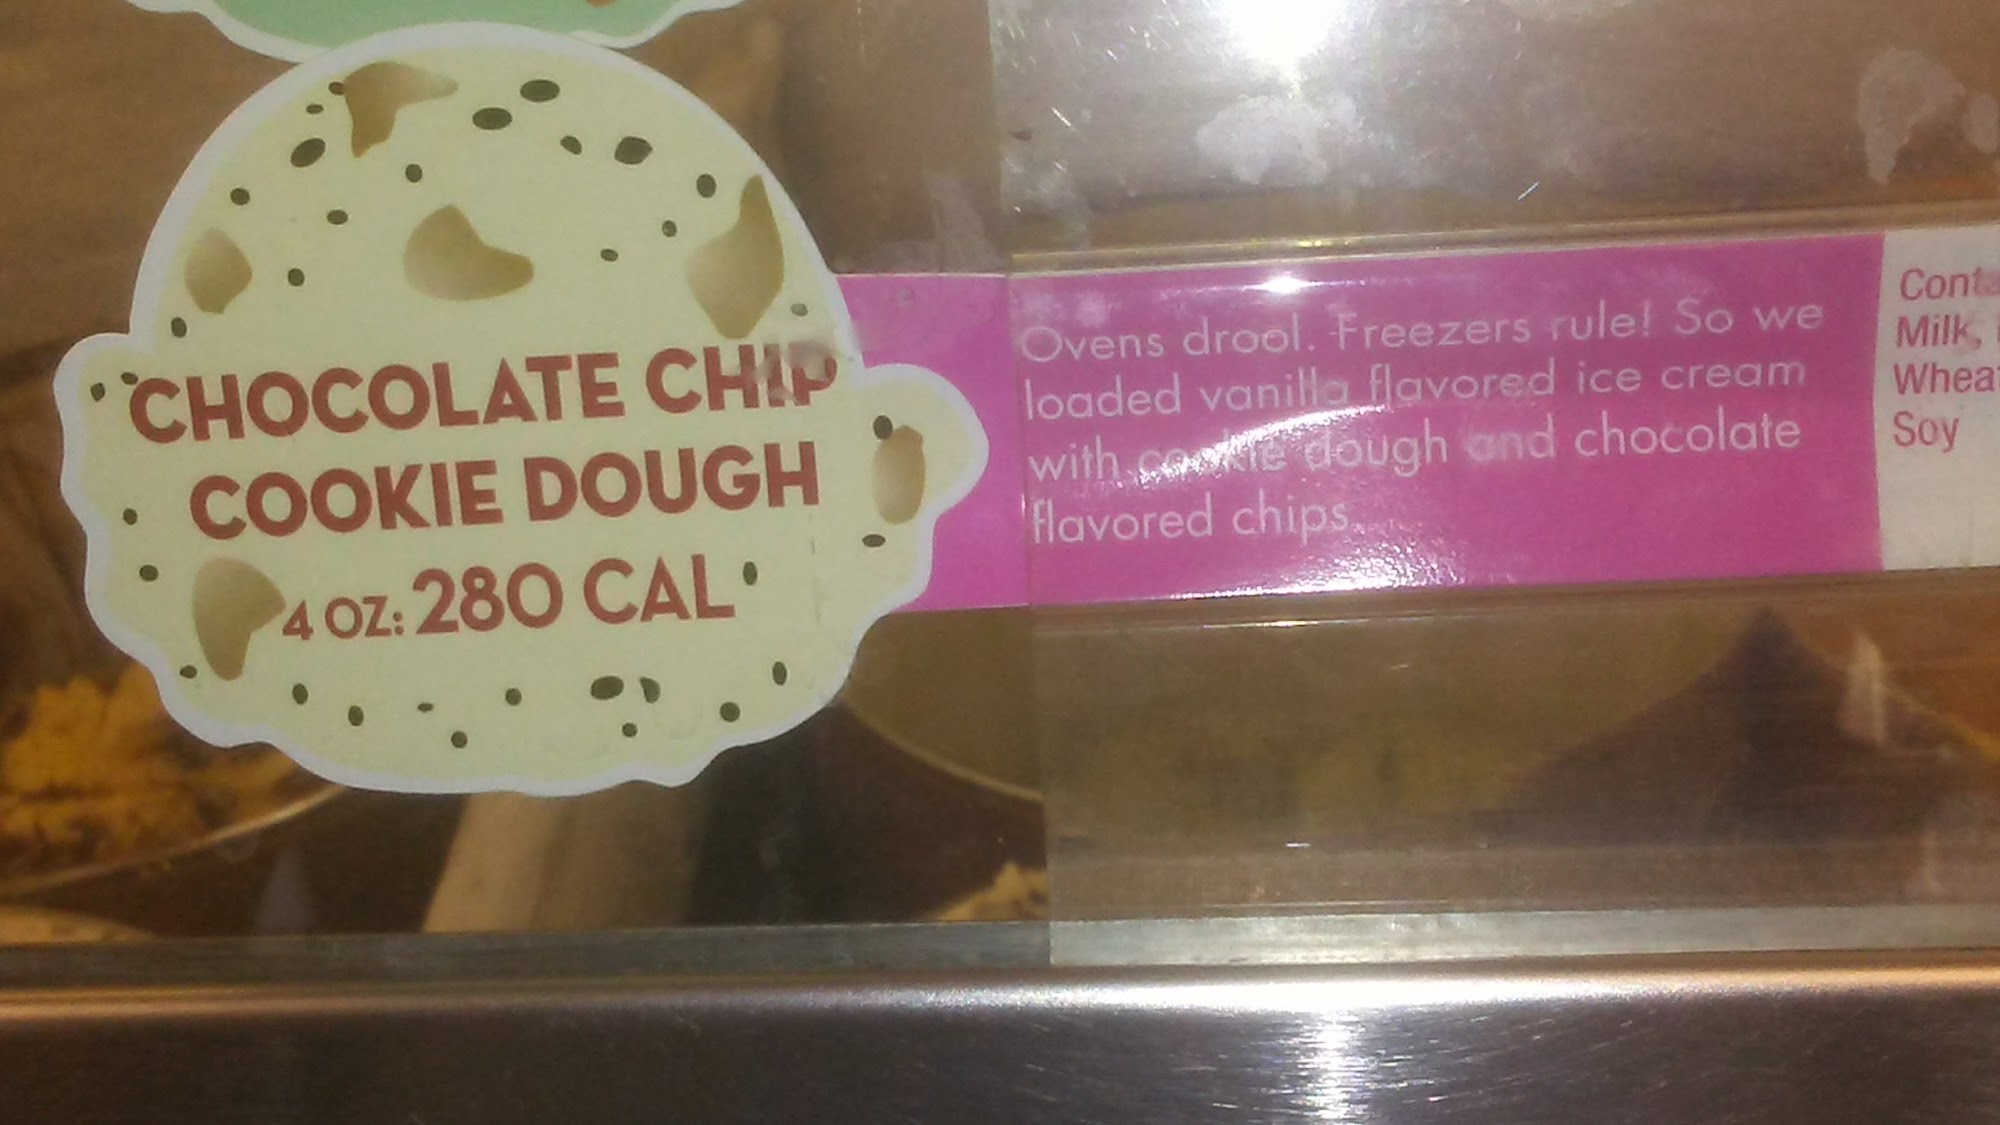 CHOCOLATE CHIP
COOKIE DOUGH
4 OZ: 280 CAL
Ovens drool. Freezers rule! So we
loaded vanilla flavored ice cream
with cookie dough and chocolate
flavored chips
Milk,
Soy